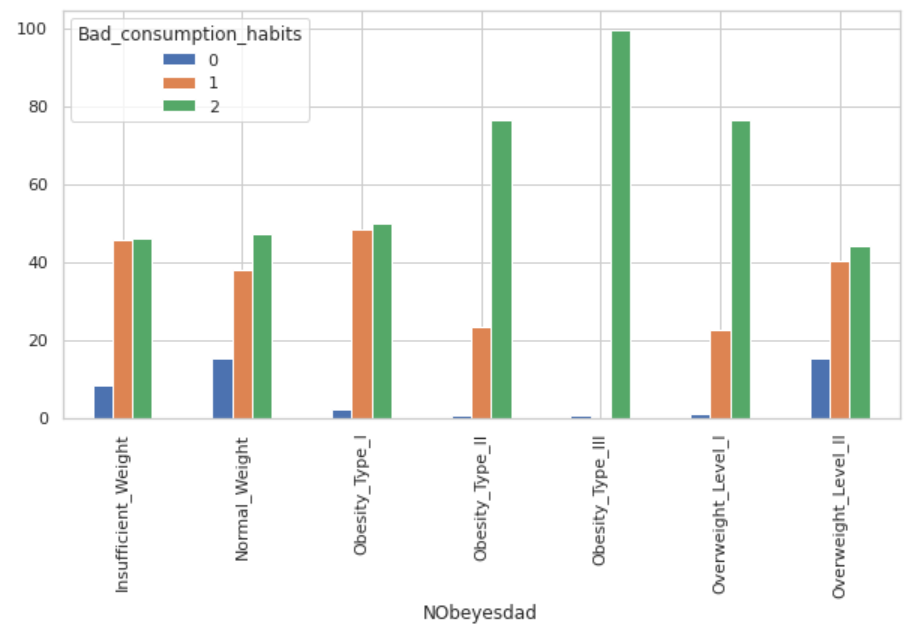 Bad_consumption_habits
0
1
2
100
80
60
40
20
0
Insufficient_Weight
Normal_Weight
Obesity_Type_I
Obesity_Type_II
Obesity_Type_III
Overweight_Level_I
Overweight_Level_II
NObeyesdad